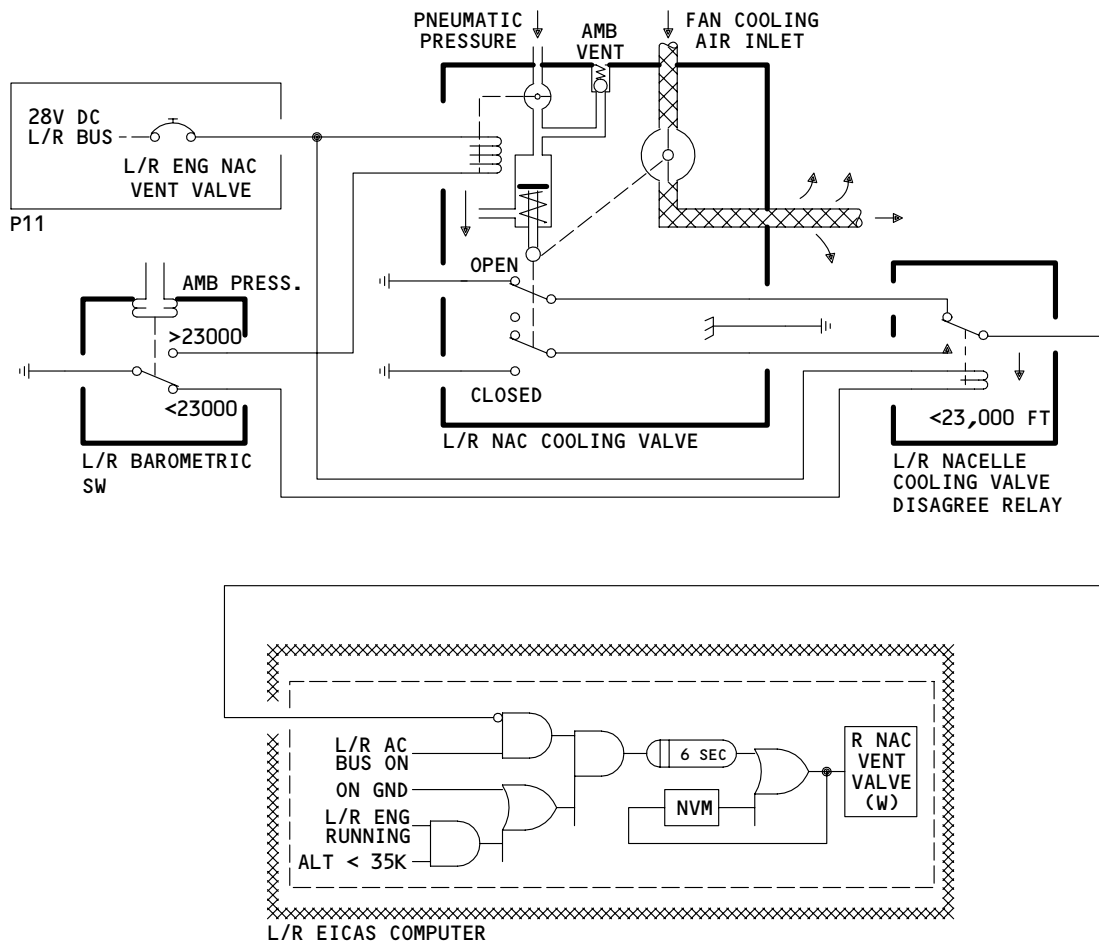 PNEUMATIC
PRESSURE
AMB
VENT
FAN COOLING
AIR INLET
28V DC
L/R BUS
L/R ENG NAC
VENT VALVE
P11
AMB PRESS.
>23000
<23000
L/R BAROMETRIC
SW
OPEN
CLOSED
L/R NAC COOLING VALVE
<23,000 FT
L/R NACELLE
COOLING VALVE
DISAGREE RELAY
L/R AC
BUS ON
ON GND
L/R ENG
RUNNING
ALT < 35K
6 SEC
NVM
R NAC
VENT
VALVE
(W)
L/R EICAS COMPUTER